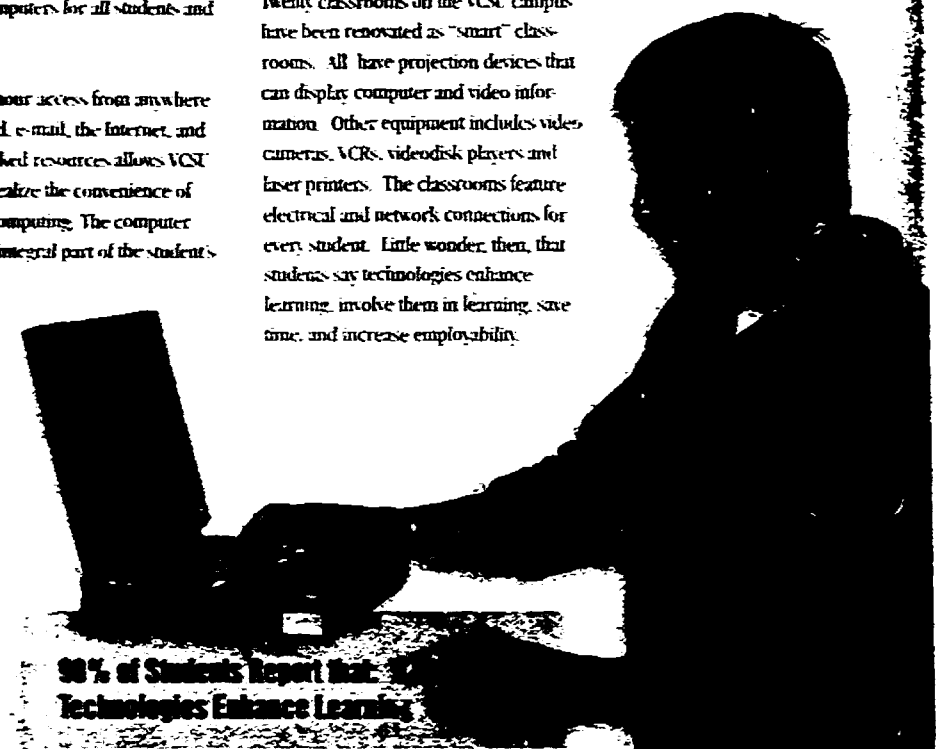 mputers for all students and
hour access from anywhere
d, e-mail, the Internet, and
ked resources allows VCSU
ealize the convenience of
omputing. The computer
integral part of the student's
Twenty classrooms on the VCSU campus
have been renovated as "smart" class-
rooms. All have projection devices that
can display computer and video infor-
mation. Other equipment includes video
cameras, VCRs, videodisk players and
laser printers. The classrooms feature
electrical and network connections for
every student. Little wonder, then, that
students say technologies enhance
learning, involve them in learning, save
time, and increase employability.
90% of Students Report that:
Technologies Enhance Learning